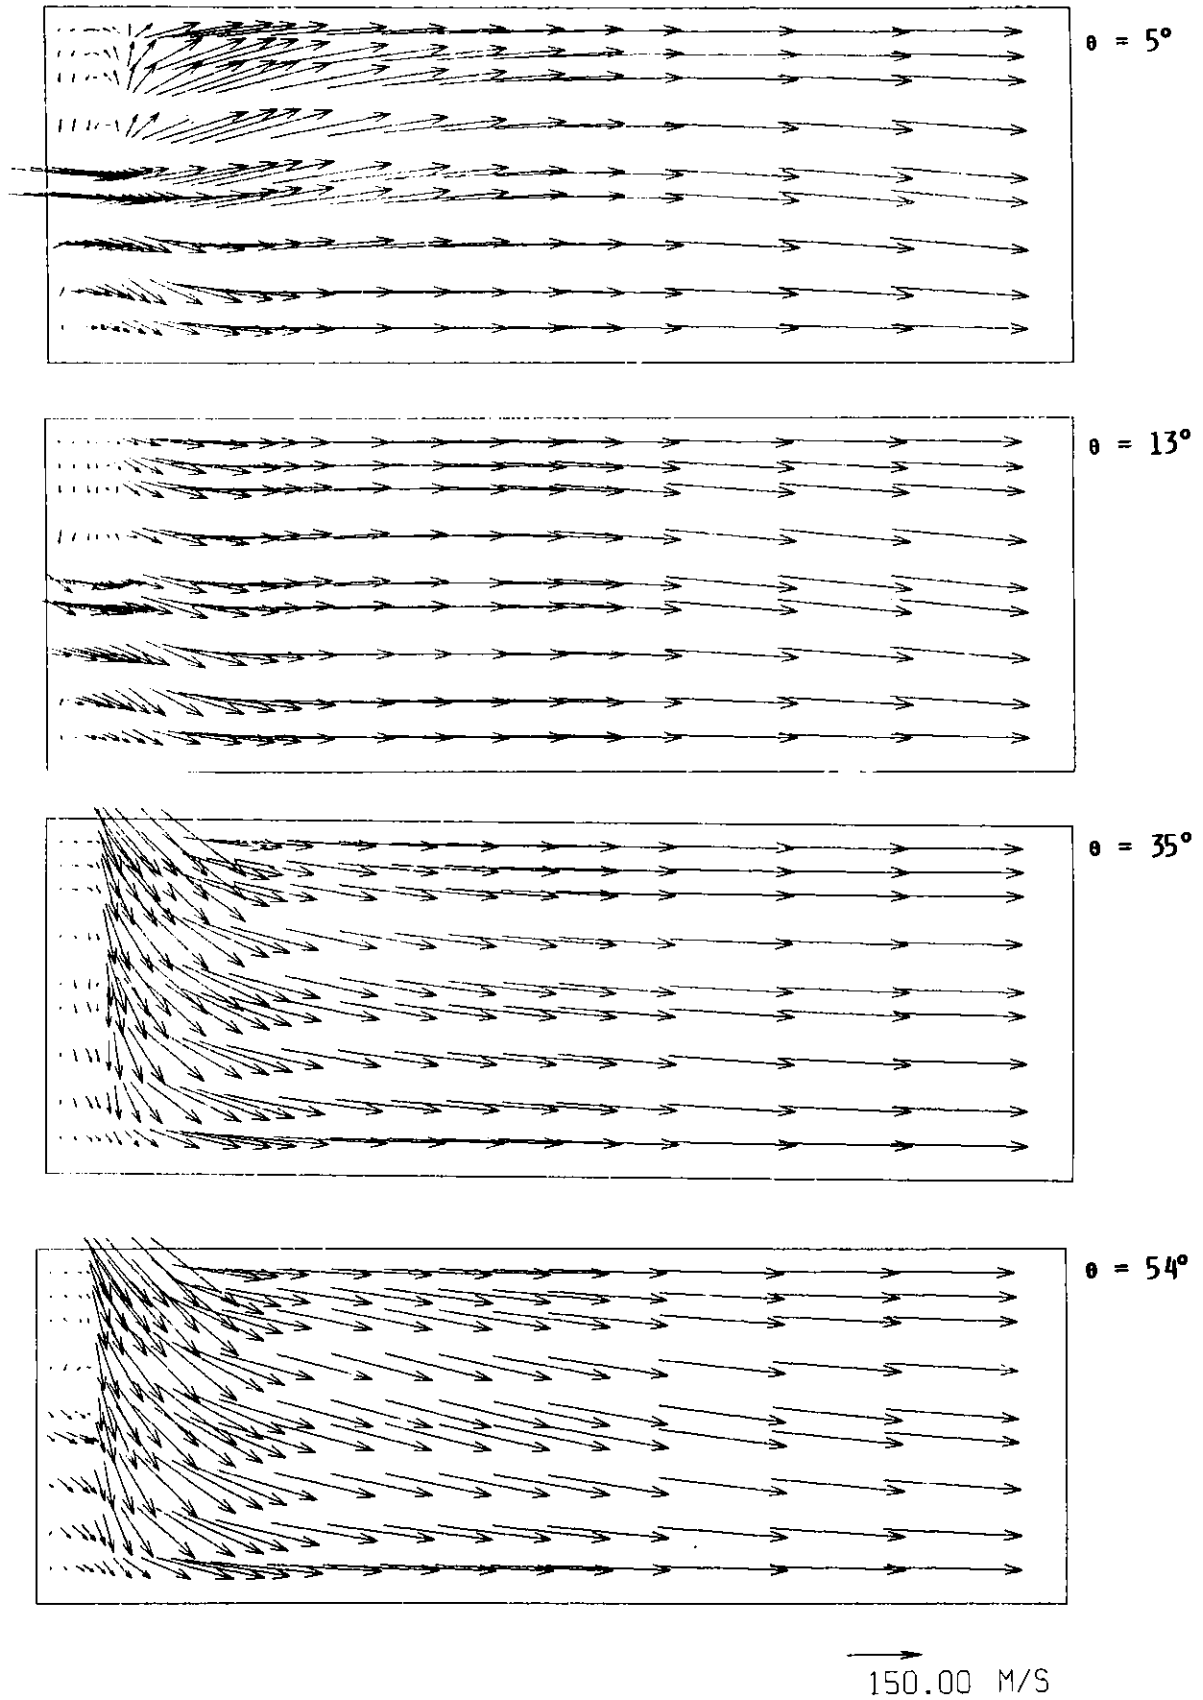 θ = 5°
θ = 13°
θ = 35°
θ = 54°
150.00 M/S